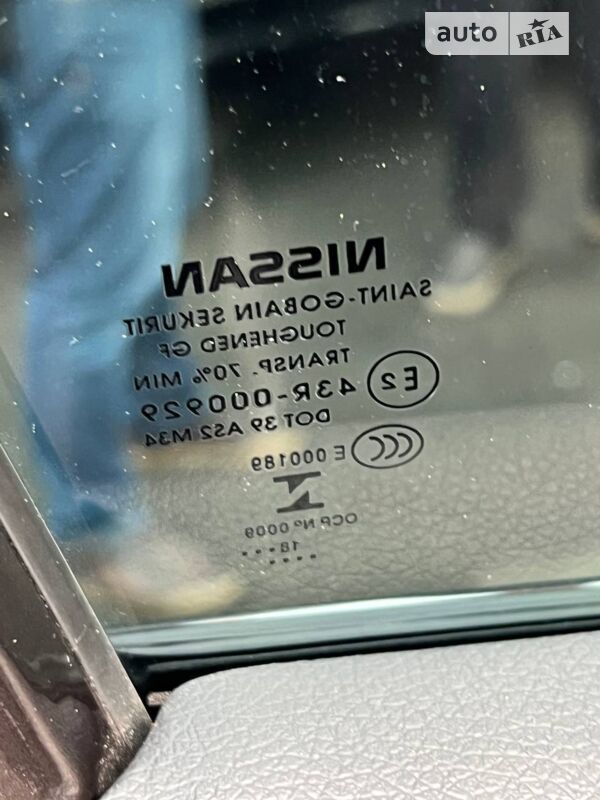 auto RIA
NISSAN
SAINT-GOBAIN SEKURIT
TOUGHENED GF
TRANSP. 70% MIN
E2 43R-000929
DOT 39 AS2 M34
CCC E 000189
OCP Nº 0009
18